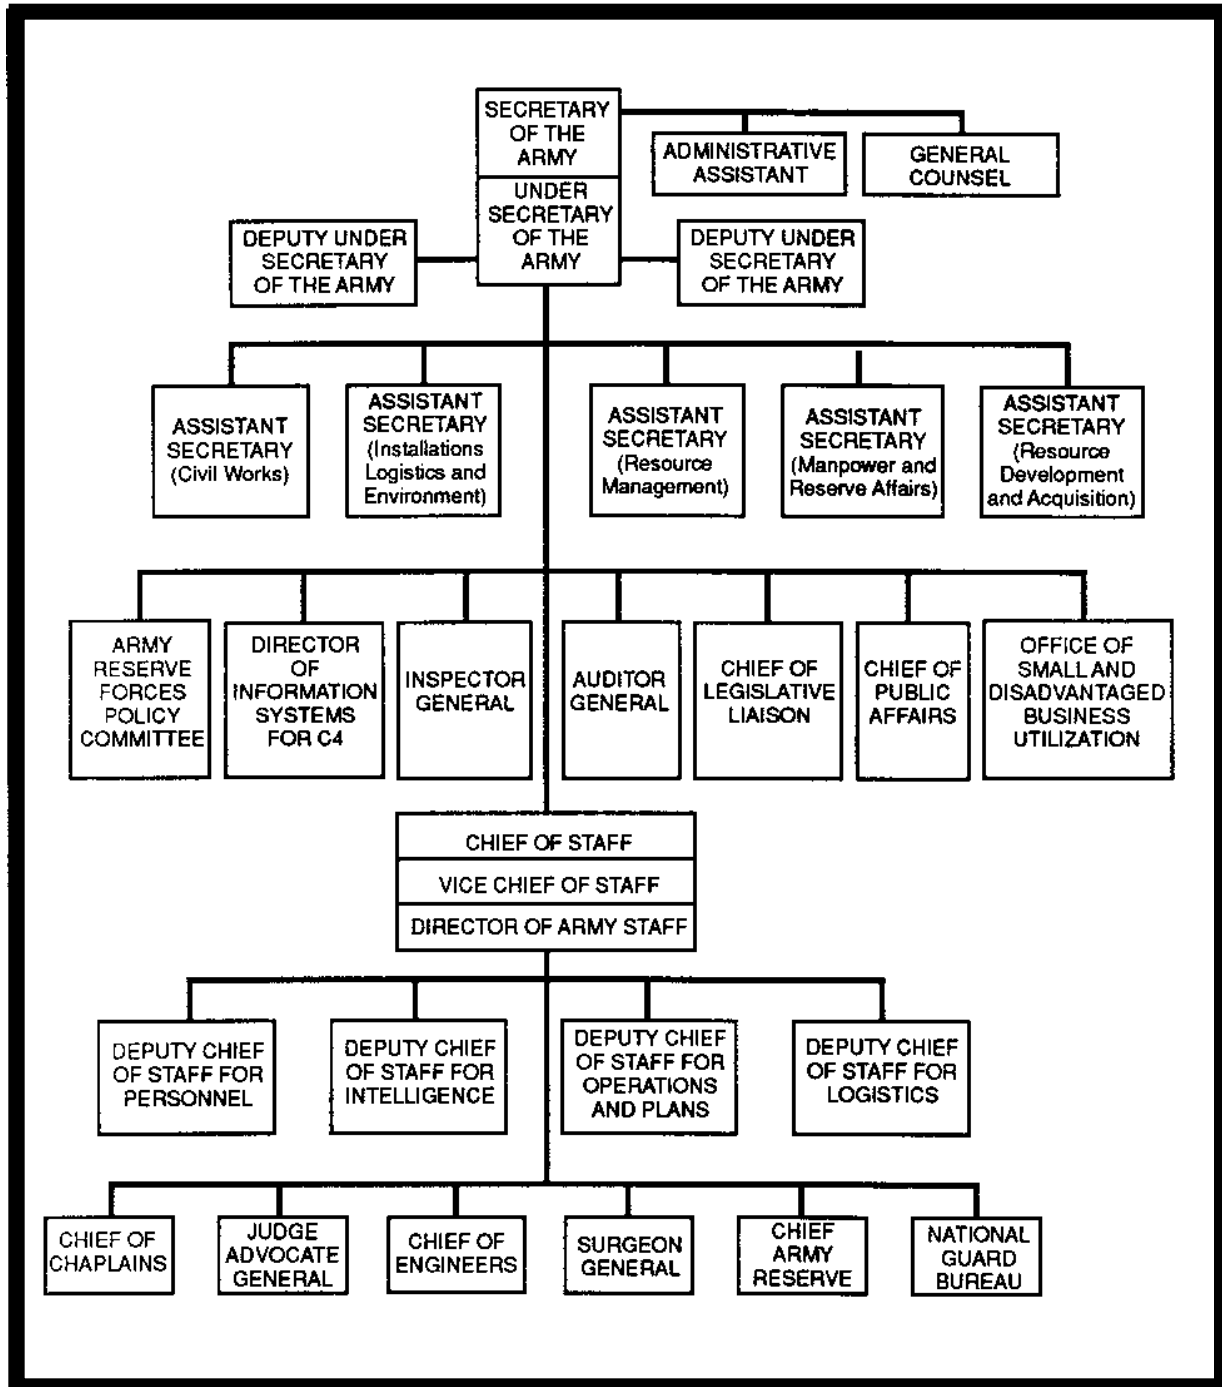 SECRETARY
OF THE
ARMY
ADMINISTRATIVE
ASSISTANT
GENERAL
COUNSEL
UNDER
SECRETARY
OF THE
ARMY
DEPUTY UNDER
SECRETARY
OF THE ARMY
DEPUTY UNDER
SECRETARY
OF THE ARMY
ASSISTANT
SECRETARY
(Civil Works)
ASSISTANT
SECRETARY
(Installations
Logistics and
Environment)
ASSISTANT
SECRETARY
(Resource
Management)
ASSISTANT
SECRETARY
(Manpower and
Reserve Affairs)
ASSISTANT
SECRETARY
(Resource
Development
and Acquisition)
ARMY
RESERVE
FORCES
POLICY
COMMITTEE
DIRECTOR
OF
INFORMATION
SYSTEMS
FOR C4
INSPECTOR
GENERAL
AUDITOR
GENERAL
CHIEF OF
LEGISLATIVE
LIAISON
CHIEF OF
PUBLIC
AFFAIRS
OFFICE OF
SMALL AND
DISADVANTAGED
BUSINESS
UTILIZATION
CHIEF OF STAFF
VICE CHIEF OF STAFF
DIRECTOR OF ARMY STAFF
DEPUTY CHIEF
OF STAFF FOR
PERSONNEL
DEPUTY CHIEF
OF STAFF FOR
INTELLIGENCE
DEPUTY CHIEF
OF STAFF FOR
OPERATIONS
AND PLANS
DEPUTY CHIEF
OF STAFF FOR
LOGISTICS
CHIEF OF
CHAPLAINS
JUDGE
ADVOCATE
GENERAL
CHIEF OF
ENGINEERS
SURGEON
GENERAL
CHIEF
ARMY
RESERVE
NATIONAL
GUARD
BUREAU